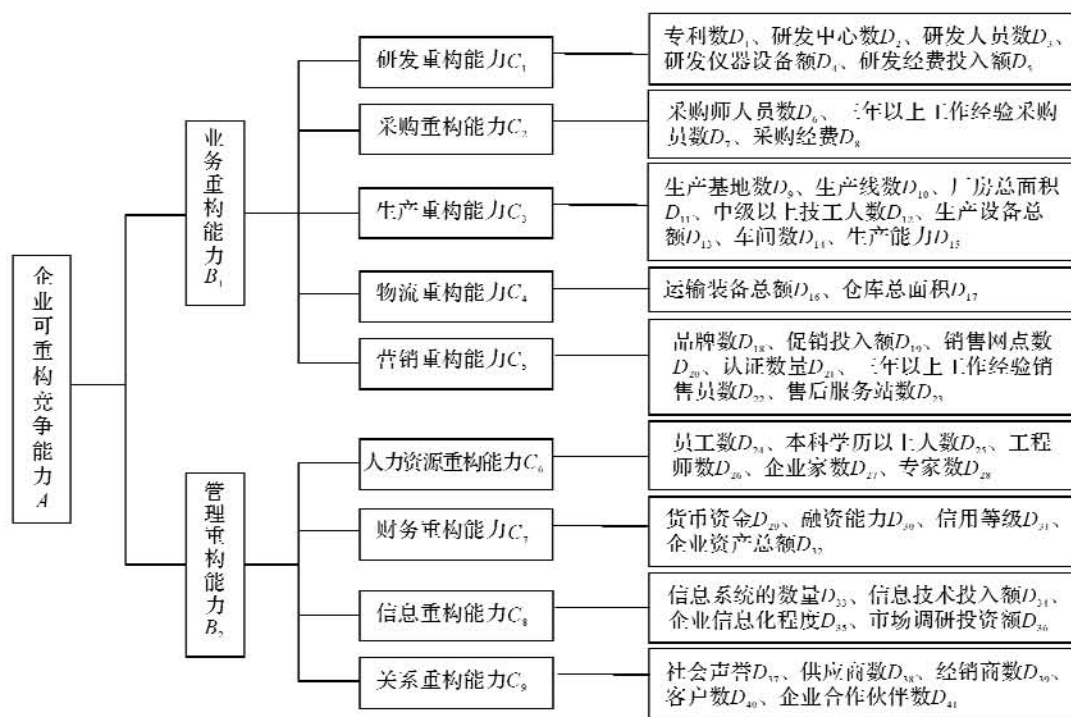 企业可重构竞争能力A
业务重构能力B₁
研发重构能力C₁
专利数D₁、研发中心数D₂、研发人员数D₃、
研发仪器设备额D₄、研发经费投入额D₅
采购重构能力C₂
采购师人员数D₆、三年以上工作经验采购
员数D₇、采购经费D₈
生产重构能力C₃
生产基地数D₉、生产线数D₁₀、厂房总面积
D₁₁、中级以上技工人数D₁₂、生产设备总
额D₁₃、车间数D₁₄、生产能力D₁₅
物流重构能力C₄
运输装备总额D₁₆、仓库总面积D₁₇
营销重构能力C₅
品牌数D₁₈、促销投入额D₁₉、销售网点数
D₂₀、认证数量D₂₁、三年以上工作经验销
售员数D₂₂、售后服务站数D₂₃
管理重构能力B₂
人力资源重构能力C₆
员工数D₂₄、本科学历以上人数D₂₅、工程
师数D₂₆、企业家数D₂₇、专家数D₂₈
财务重构能力C₇
货币资金D₂₉、融资能力D₃₀、信用等级D₃₁、
企业资产总额D₃₂
信息重构能力C₈
信息系统的数量D₃₃、信息技术投入额D₃₄、
企业信息化程度D₃₅、市场调研投资额D₃₆
关系重构能力C₉
社会声誉D₃₇、供应商数D₃₈、经销商数D₃₉、
客户数D₄₀、企业合作伙伴数D₄₁